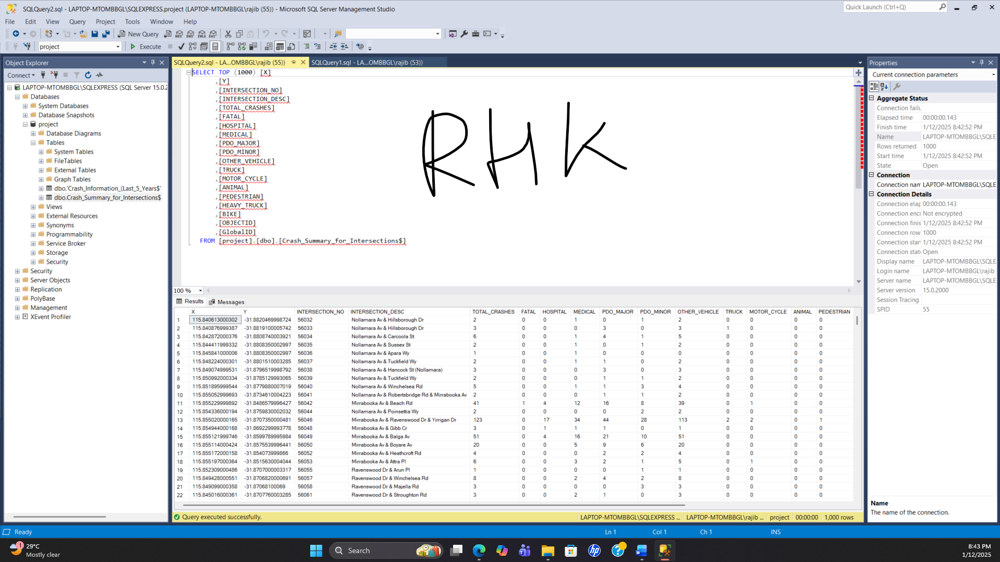 SQLQuery2.sql - LAPTOP-MTOMBBGL\SQLEXPRESS.project (LAPTOP-MTOMBBGL\rajib (55)) - Microsoft SQL Server Management Studio
Quick Launch (Ctrl+Q)
File Edit View Query Project Tools Window Help
New Query
project Execute
Object Explorer
Connect
LAPTOP-MTOMBBGL\SQLEXPRESS (SQL Server 15.0.2
Databases
System Databases
Database Snapshots
project
Database Diagrams
Tables
System Tables
FileTables
External Tables
Graph Tables
dbo.'Crash_Information_(Last_5_Years$'
dbo.Crash_Summary_for_Intersections$
Views
External Resources
Synonyms
Programmability
Service Broker
Storage
Security
Security
Server Objects
Replication
PolyBase
Management
XEvent Profiler
SQLQuery2.sql - LA...OMBBGL\rajib (55)) SQLQuery1.sql - LA...OMBBGL\rajib (53))
SELECT TOP (1000) [X]
,[Y]
,[INTERSECTION_NO]
,[INTERSECTION_DESC]
,[TOTAL_CRASHES]
,[FATAL]
,[HOSPITAL]
,[MEDICAL]
,[PDO_MAJOR]
,[PDO_MINOR]
,[OTHER_VEHICLE]
,[TRUCK]
,[MOTOR_CYCLE]
,[ANIMAL]
,[PEDESTRIAN]
,[HEAVY_TRUCK]
,[BIKE]
,[OBJECTID]
,[GlobalID]
FROM [project].[dbo].[Crash_Summary_for_Intersections$]
RHK
100 %
Results Messages
X Y INTERSECTION_NO INTERSECTION_DESC TOTAL_CRASHES FATAL HOSPITAL MEDICAL PDO_MAJOR PDO_MINOR OTHER_VEHICLE TRUCK MOTOR_CYCLE ANIMAL PEDESTRIAN
1 115.840613000302 -31.8820469998724 56032 Nollamara Av & Hillsborough Dr 2 0 0 1 0 1 2 0 0 0 0
2 115.840876999387 -31.8819100005742 56033 Nollamara Av & Hillsborough Dr 3 0 0 0 3 0 3 1 0 0 0
3 115.842872000376 -31.8808740003921 56034 Nollamara Av & Carcoola St 6 0 0 1 4 1 5 0 0 0 0
4 115.844411999332 -31.8808350002997 56035 Nollamara Av & Sussex St 2 0 0 1 0 1 2 0 0 0 0
5 115.845841000006 -31.8808350002997 56036 Nollamara Av & Apara Wy 1 0 0 1 0 0 0 0 0 0 0
6 115.848224000301 -31.8801510003285 56037 Nollamara Av & Tuckfield Wy 2 0 0 1 1 0 2 0 0 0 0
7 115.849074999531 -31.8796519998792 56038 Nollamara Av & Hancock St (Nollamara) 3 0 0 0 3 0 3 0 0 0 0
8 115.850992000334 -31.8785129993065 56039 Nollamara Av & Tuckfield Wy 2 0 0 0 1 1 2 0 0 0 0
9 115.851895999544 -31.8779880007019 56040 Nollamara Av & Winchelsea Rd 5 0 0 1 1 3 4 0 0 0 0
10 115.855052999693 -31.8734610004223 56041 Nollamara Av & Robertsbridge Rd & Mirrabooka Av 2 0 0 0 1 1 2 0 0 0 0
11 115.855229999892 -31.8486579996427 56042 Mirrabooka Av & Beach Rd 41 1 4 12 16 8 39 0 1 0 0
12 115.854336000194 -31.8759830002032 56044 Nollamara Av & Poinsettia Wy 2 0 0 0 0 2 2 0 0 0 0
13 115.855020000165 -31.8707350000481 56046 Mirrabooka Av & Ravenswood Dr & Yirrigan Dr 123 0 17 34 44 28 113 2 2 0 1
14 115.854944000168 -31.8692299993778 56048 Mirrabooka Av & Gibb Cr 3 0 1 1 1 0 1 0 0 0 0
15 115.855121999746 -31.8599789995984 56049 Mirrabooka Av & Balga Av 51 0 4 16 21 10 51 0 0 0 0
16 115.855114000424 -31.8575539996441 56050 Mirrabooka Av & Boyare Av 20 0 0 5 9 6 20 0 0 0 0
17 115.855172000158 -31.854073999866 56052 Mirrabooka Av & Heathcroft Rd 4 0 0 0 2 2 4 0 0 0 0
18 115.855197000364 -31.8515630004044 56053 Mirrabooka Av & Attra Pl 6 0 0 3 2 1 5 0 1 0 0
19 115.852309000486 -31.8707000003317 56055 Ravenswood Dr & Arun Pl 1 0 0 0 0 1 1 0 0 0 0
20 115.849428000551 -31.8706820000691 56057 Ravenswood Dr & Winchelsea Rd 8 0 0 2 4 2 8 0 0 0 0
21 115.849099000358 -31.87068100069 56058 Ravenswood Dr & Majella Rd 3 0 0 0 0 3 3 0 0 0 0
22 115.845016000361 -31.8707760003285 56061 Ravenswood Dr & Stroughton Rd 3 0 0 2 1 0 3 0 0 0 0
Query executed successfully. LAPTOP-MTOMBBGL\SQLEXPRESS ... LAPTOP-MTOMBBGL\rajib ... project 00:00:00 1,000 rows
Properties
Current connection parameters
Aggregate Status
Connection failu
Elapsed time 00:00:00.143
Finish time 1/12/2025 8:42:52 PM
Name LAPTOP-MTOMBBGL\SQLE
Rows returned 1000
Start time 1/12/2025 8:42:52 PM
State Open
Connection
Connection nam LAPTOP-MTOMBBGL\SQLE
Connection Details
Connection elap 00:00:00.143
Connection encr Not encrypted
Connection finis 1/12/2025 8:42:52 PM
Connection row 1000
Connection star 1/12/2025 8:42:52 PM
Connection state Open
Display name LAPTOP-MTOMBBGL\SQLE
Login name LAPTOP-MTOMBBGL\rajib
Server name LAPTOP-MTOMBBGL\SQLE
Server version 15.0.2000
Session Tracing
SPID 55
Name
The name of the connection.
Ready Ln 1 Col 1 Ch 1 INS
1
29°C
Mostly clear
Search
8:43 PM
1/12/2025